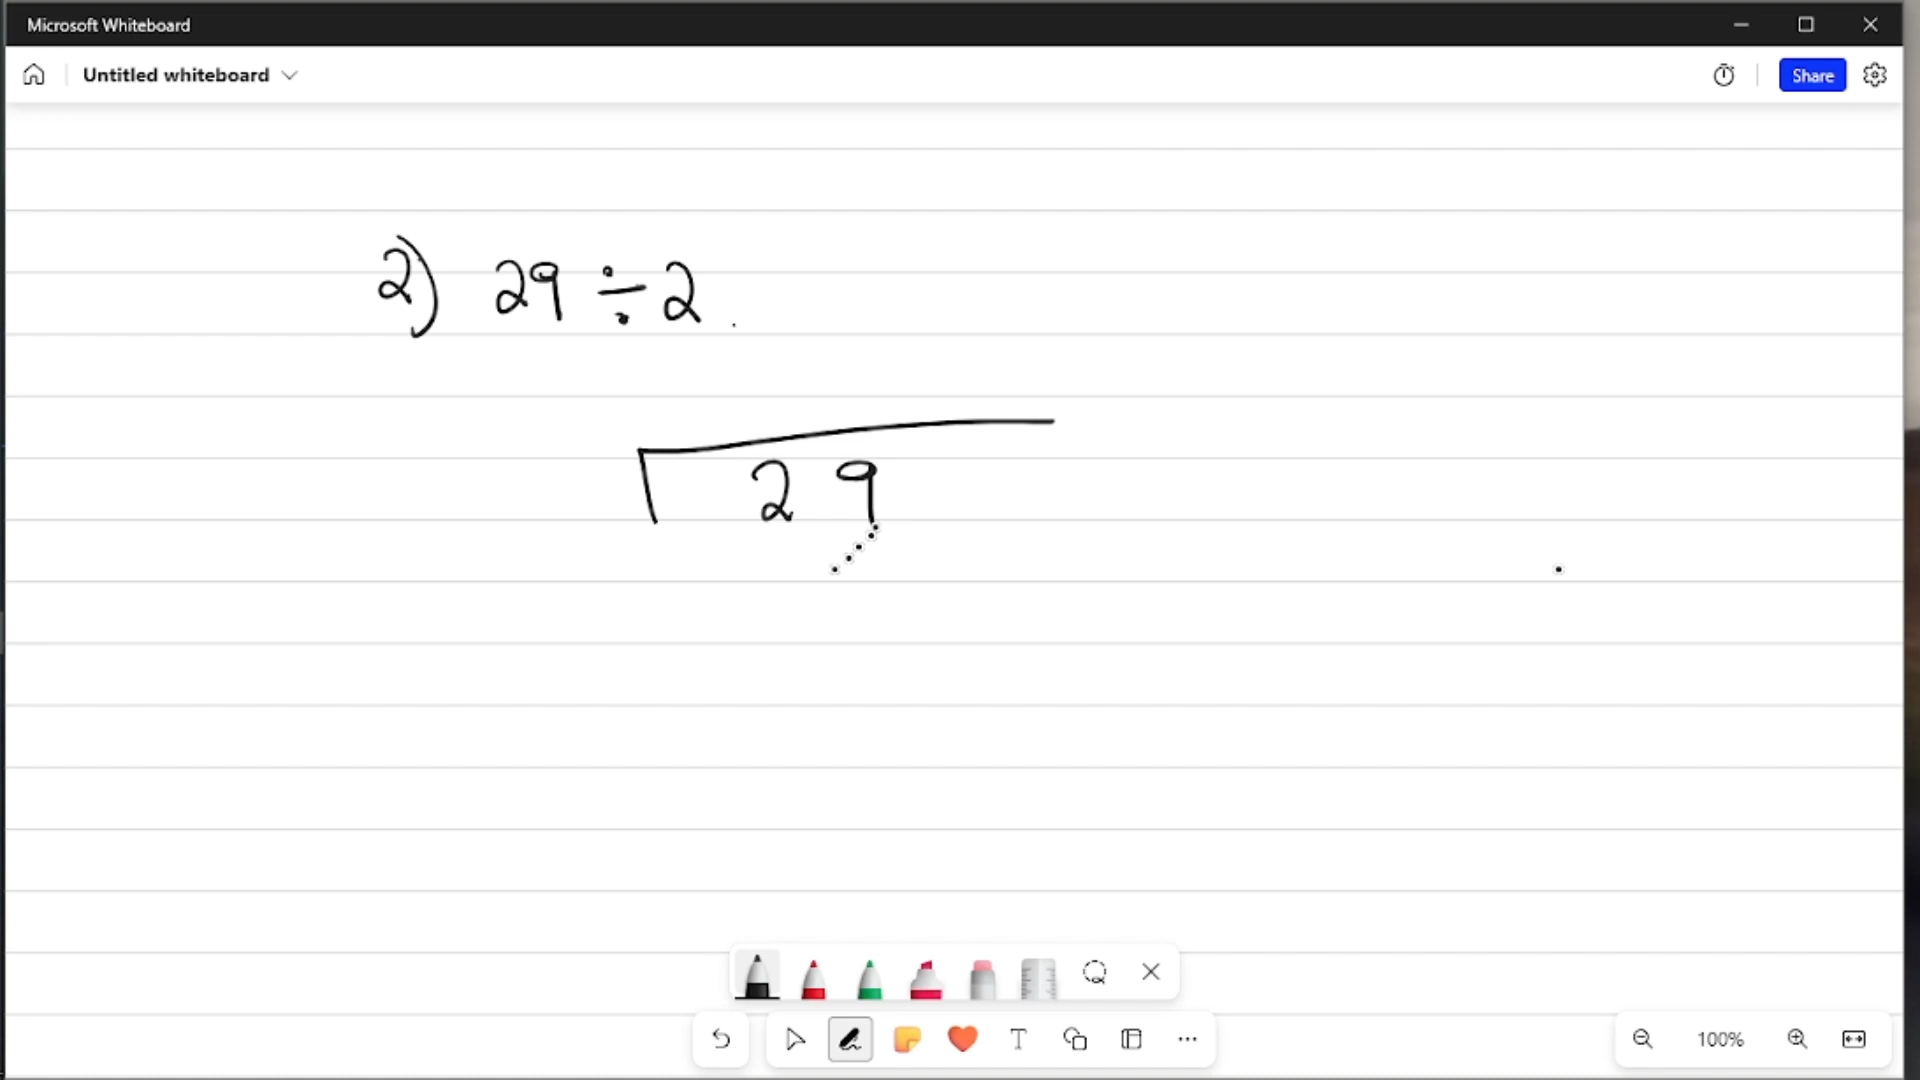 Microsoft Whiteboard
Untitled whiteboard
Share
2) 29 ÷ 2
29
100%